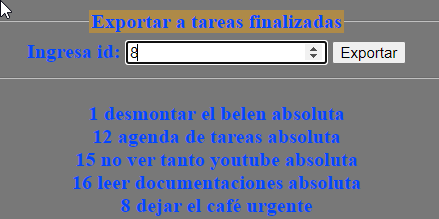 Exportar a tareas finalizadas
Ingresa id: 8 Exportar
1 desmontar el belen absoluta
12 agenda de tareas absoluta
15 no ver tanto youtube absoluta
16 leer documentaciones absoluta
8 dejar el café urgente